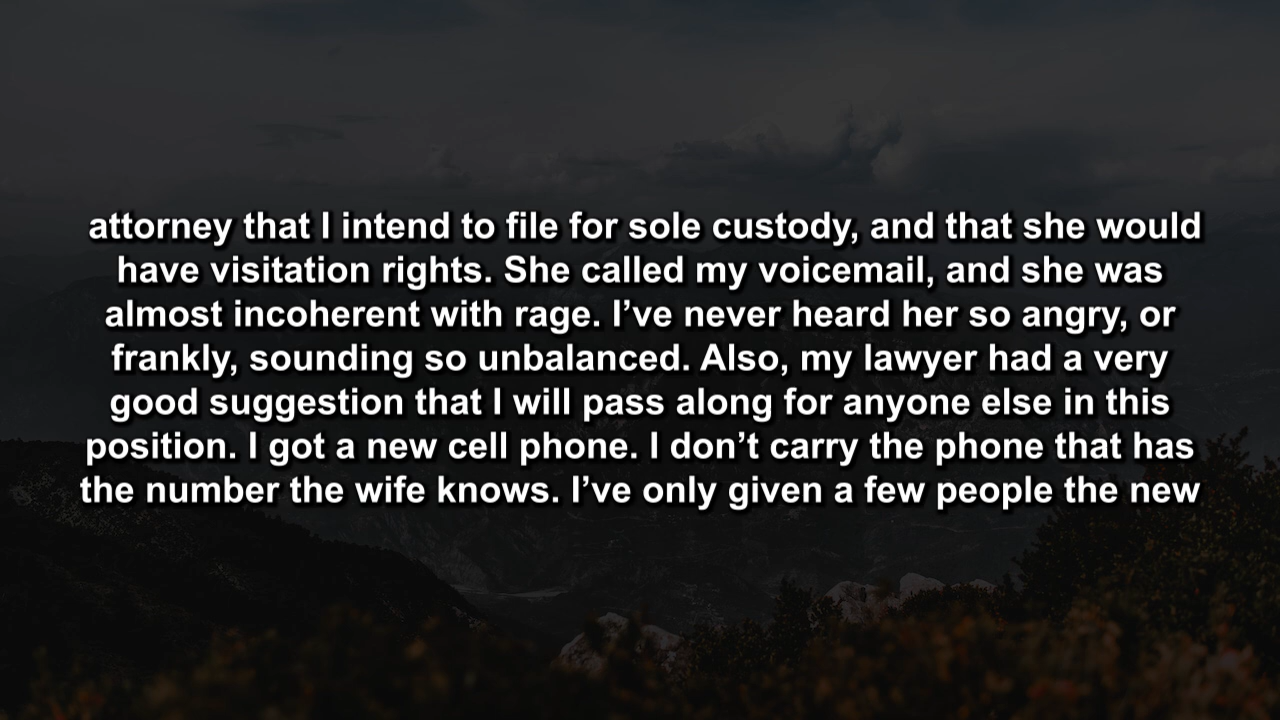 attorney that I intend to file for sole custody, and that she would
have visitation rights. She called my voicemail, and she was
almost incoherent with rage. I’ve never heard her so angry, or
frankly, sounding so unbalanced. Also, my lawyer had a very
good suggestion that I will pass along for anyone else in this
position. I got a new cell phone. I don’t carry the phone that has
the number the wife knows. I’ve only given a few people the new